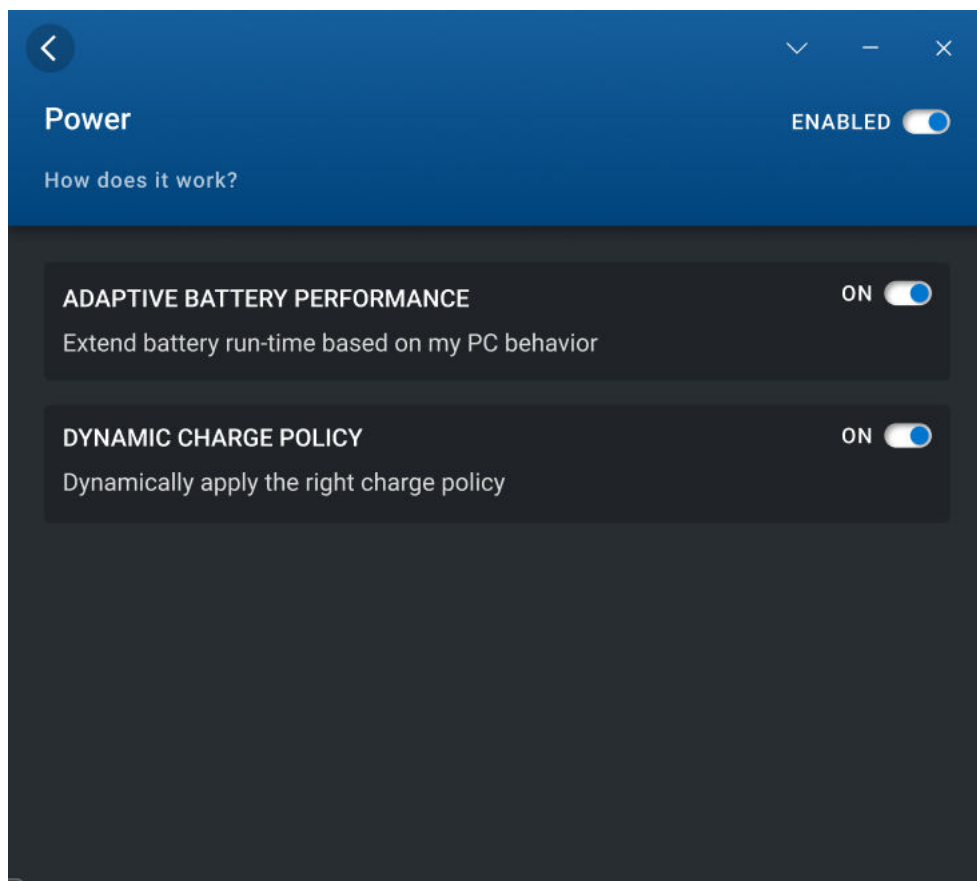 Power
ENABLED
How does it work?
ADAPTIVE BATTERY PERFORMANCE
ON
Extend battery run-time based on my PC behavior
DYNAMIC CHARGE POLICY
ON
Dynamically apply the right charge policy